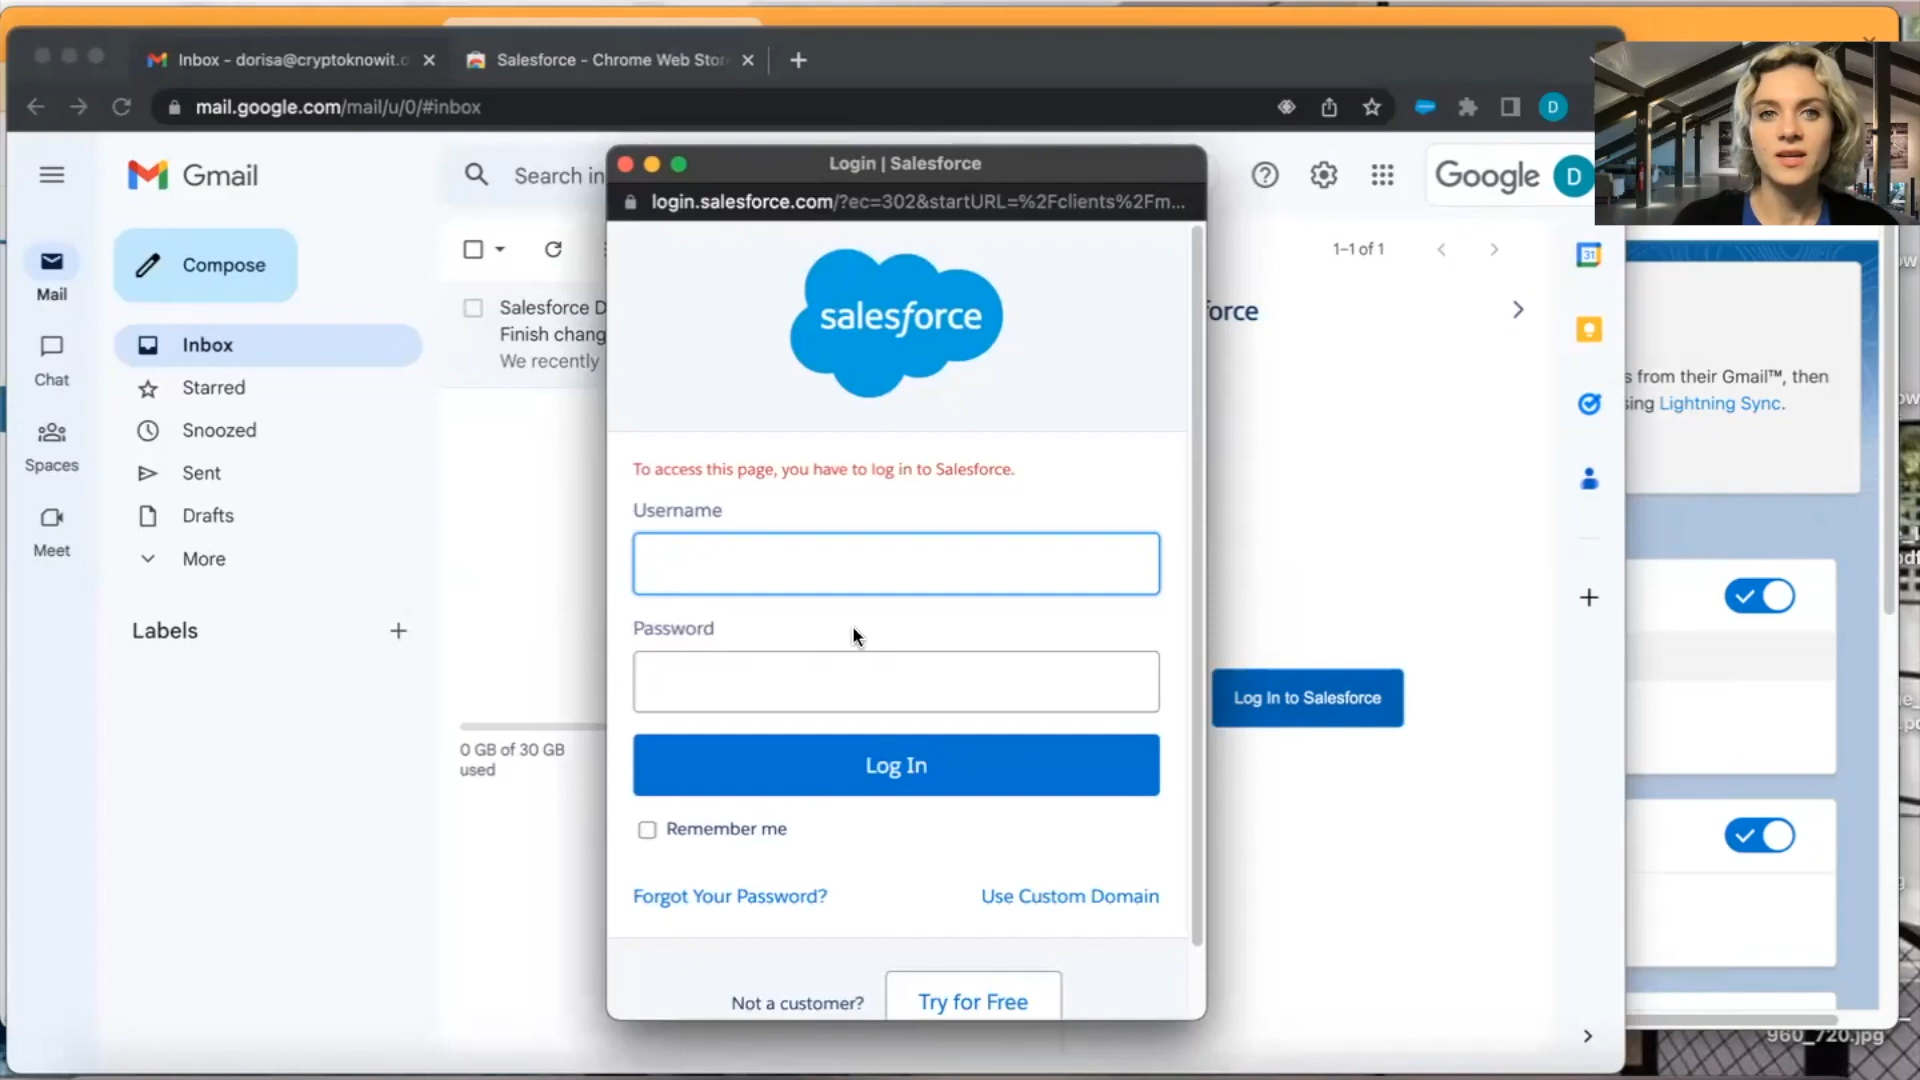 Inbox - dorisa@cryptoknowit.
Salesforce - Chrome Web Stor
mail.google.com/mail/u/0/#inbox
D
Gmail
Search in
Login | Salesforce
login.salesforce.com/?ec=302&startURL=%2Fclients%2Fm...
Google
D
Compose
1–1 of 1
31
Mail
salesforce
Salesforce D
Finish chang
We recently
force
Inbox
Chat
Starred
s from their Gmail™, then
sing Lightning Sync.
Snoozed
Spaces
Sent
To access this page, you have to log in to Salesforce.
Username
Drafts
Meet
More
Labels
Password
Log In to Salesforce
0 GB of 30 GB
used
Log In
Remember me
Forgot Your Password?
Use Custom Domain
Not a customer?
Try for Free
960_720.jpg